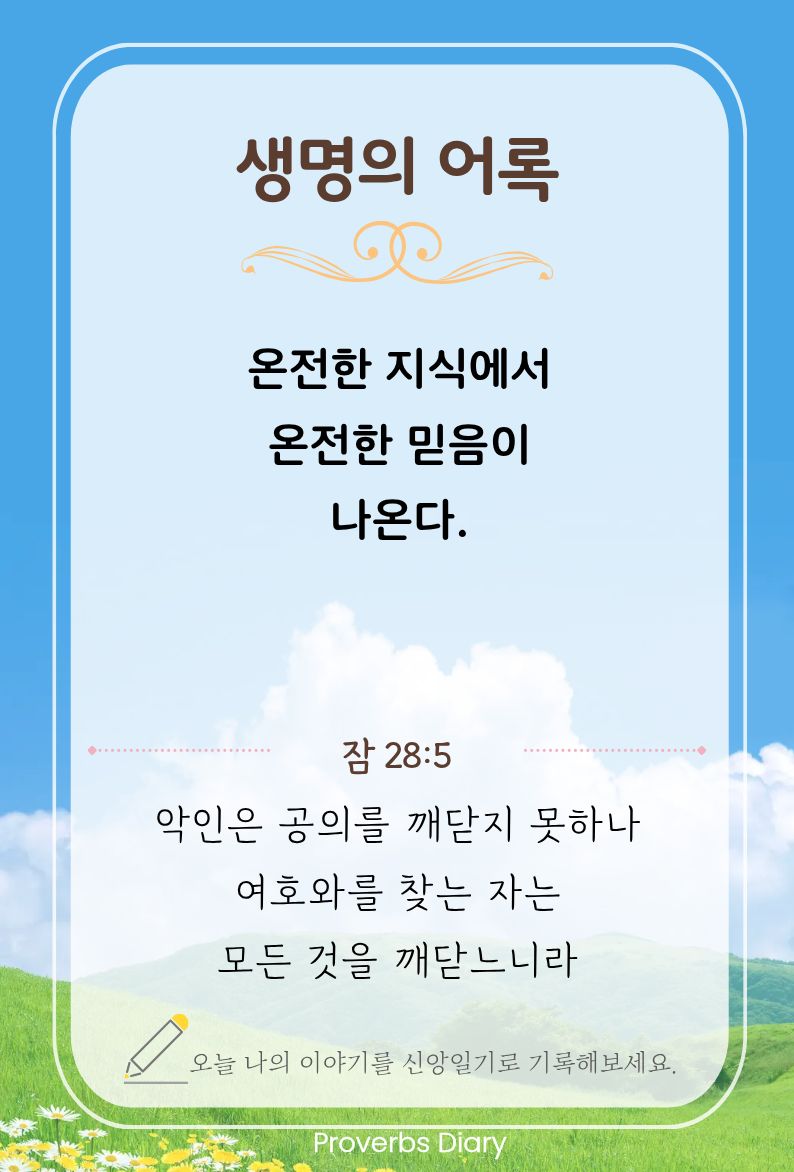 생명의 어록
온전한 지식에서
온전한 믿음이
나온다.
잠 28:5
악인은 공의를 깨닫지 못하나
여호와를 찾는 자는
모든 것을 깨닫느니라
오늘 나의 이야기를 신앙일기로 기록해보세요.
Proverbs Diary